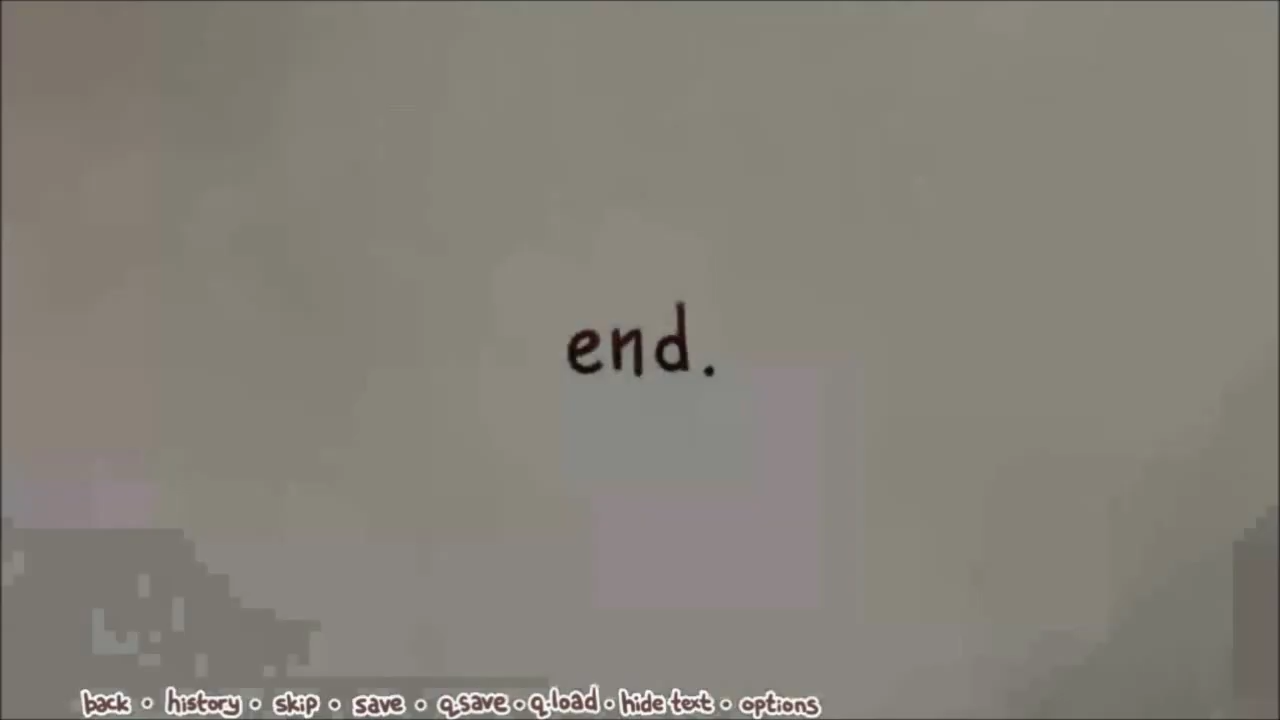 end.
back • history • skip • save • q.save • q.load • hide text • options